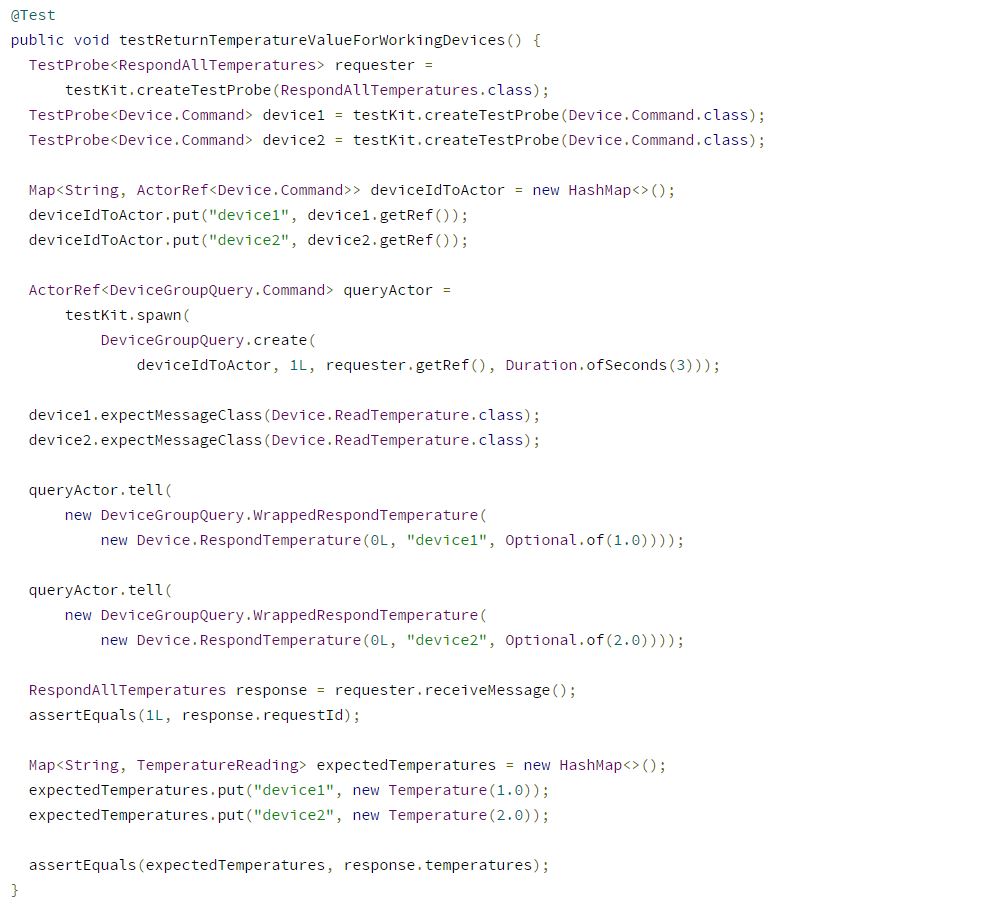 @Test
public void testReturnTemperatureValueForWorkingDevices() {
  TestProbe<RespondAllTemperatures> requester =
      testKit.createTestProbe(RespondAllTemperatures.class);
  TestProbe<Device.Command> device1 = testKit.createTestProbe(Device.Command.class);
  TestProbe<Device.Command> device2 = testKit.createTestProbe(Device.Command.class);

  Map<String, ActorRef<Device.Command>> deviceIdToActor = new HashMap<>();
  deviceIdToActor.put("device1", device1.getRef());
  deviceIdToActor.put("device2", device2.getRef());

  ActorRef<DeviceGroupQuery.Command> queryActor =
      testKit.spawn(
          DeviceGroupQuery.create(
              deviceIdToActor, 1L, requester.getRef(), Duration.ofSeconds(3)));

  device1.expectMessageClass(Device.ReadTemperature.class);
  device2.expectMessageClass(Device.ReadTemperature.class);

  queryActor.tell(
      new DeviceGroupQuery.WrappedRespondTemperature(
          new Device.RespondTemperature(0L, "device1", Optional.of(1.0))));

  queryActor.tell(
      new DeviceGroupQuery.WrappedRespondTemperature(
          new Device.RespondTemperature(0L, "device2", Optional.of(2.0))));

  RespondAllTemperatures response = requester.receiveMessage();
  assertEquals(1L, response.requestId);

  Map<String, TemperatureReading> expectedTemperatures = new HashMap<>();
  expectedTemperatures.put("device1", new Temperature(1.0));
  expectedTemperatures.put("device2", new Temperature(2.0));

  assertEquals(expectedTemperatures, response.temperatures);
}